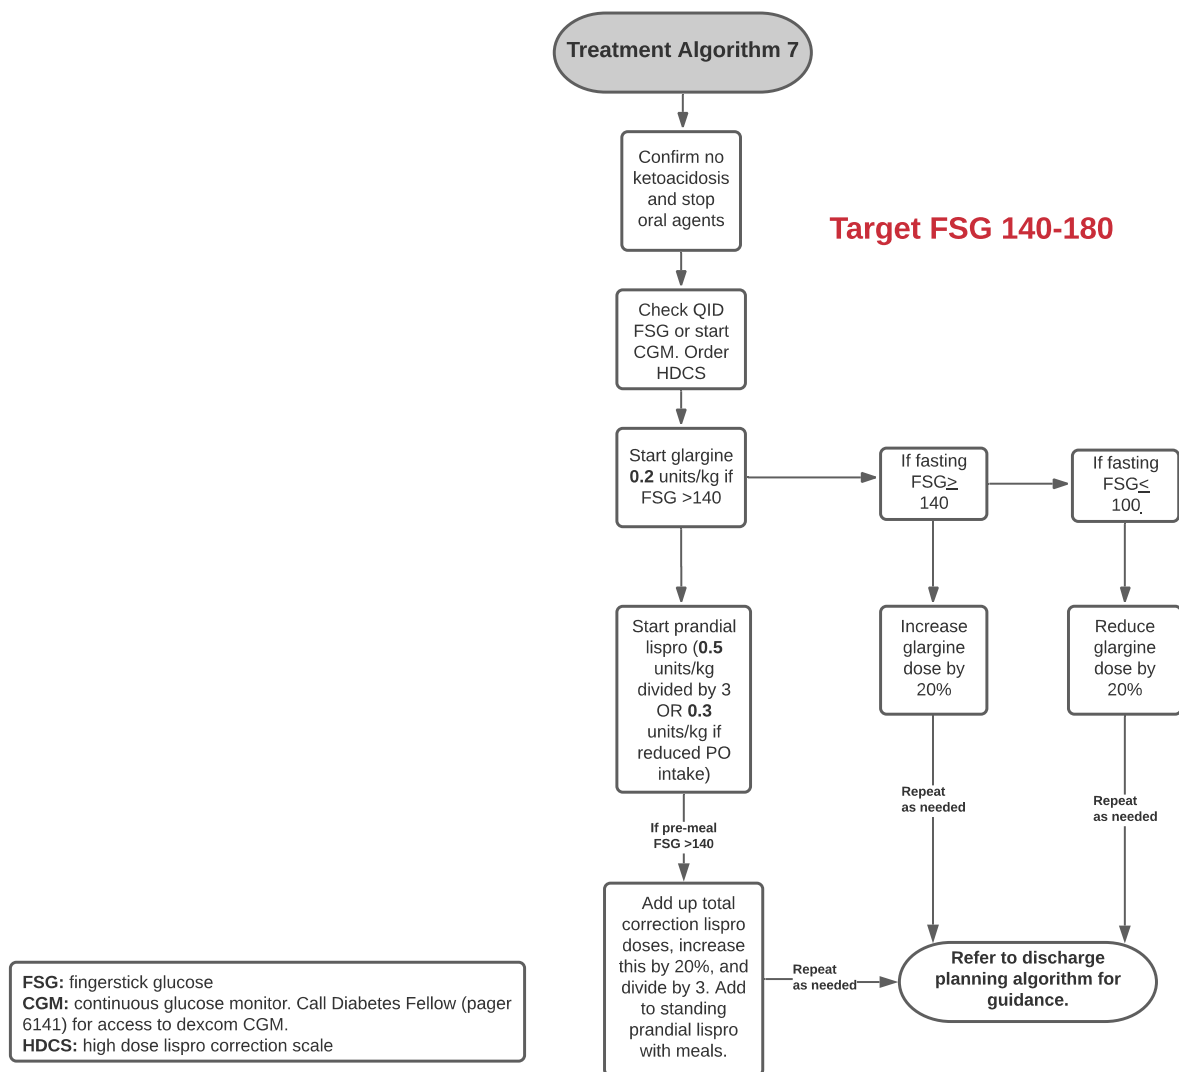 Treatment Algorithm 7
Confirm no
ketoacidosis
and stop
oral agents
Target FSG 140-180
Check QID
FSG or start
CGM. Order
HDCS
Start glargine
0.2 units/kg if
FSG >140
If fasting
FSG>
140
If fasting
FSG<
100.
Start prandial
lispro (0.5
units/kg
divided by 3
OR 0.3
units/kg if
reduced PO
intake)
Increase
glargine
dose by
20%
Reduce
glargine
dose by
20%
Repeat
as needed
Repeat
as needed
If pre-meal
FSG >140
Add up total
correction lispro
doses, increase
this by 20%, and
divide by 3. Add
to standing
prandial lispro
with meals.
Repeat
as needed
Refer to discharge
planning algorithm for
guidance.
FSG: fingerstick glucose
CGM: continuous glucose monitor. Call Diabetes Fellow (pager
6141) for access to dexcom CGM.
HDCS: high dose lispro correction scale